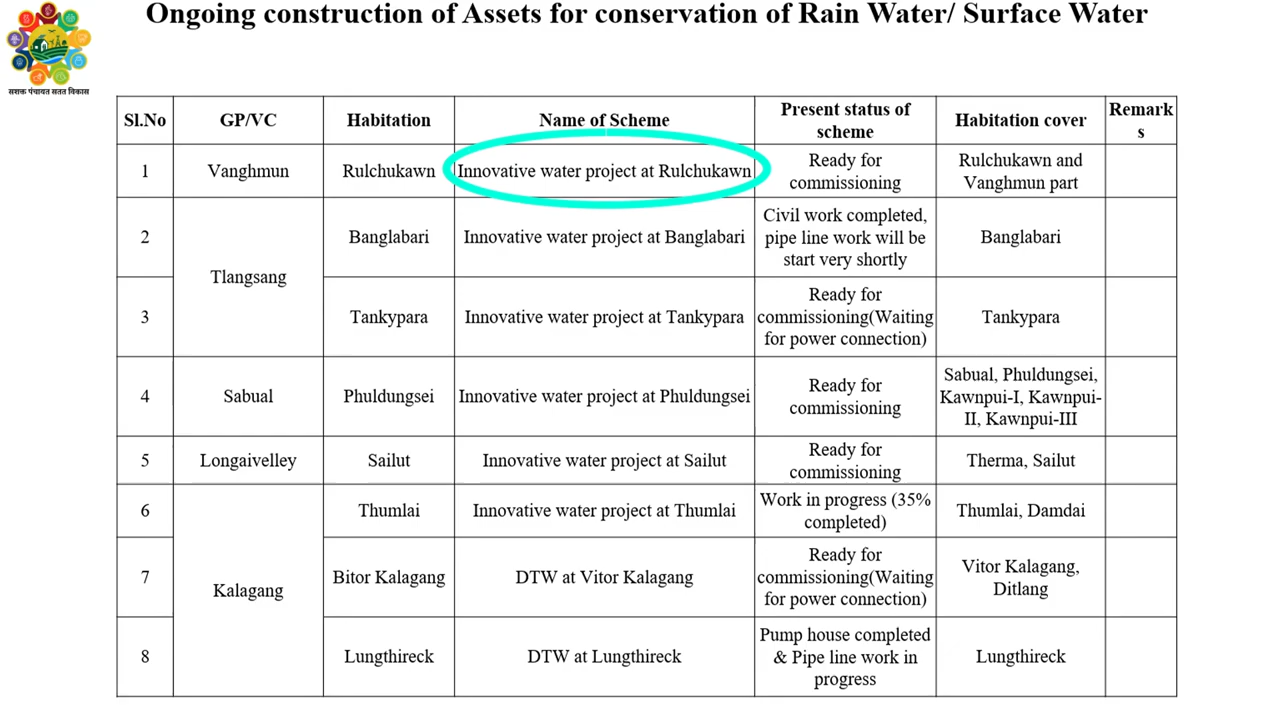 Ongoing construction of Assets for conservation of Rain Water/ Surface Water
सशक्त पंचायत सतत विकास
Sl.No GP/VC Habitation Name of Scheme Present status of scheme Habitation cover Remarks
1 Vanghmun Rulchukawn Innovative water project at Rulchukawn Ready for commissioning Rulchukawn and Vanghmun part
2 Tlangsang Banglabari Innovative water project at Banglabari Civil work completed, pipe line work will be start very shortly Banglabari
3 Tankypara Innovative water project at Tankypara Ready for commissioning(Waiting for power connection) Tankypara
4 Sabual Phuldungsei Innovative water project at Phuldungsei Ready for commissioning Sabual, Phuldungsei, Kawnpui-I, Kawnpui-II, Kawnpui-III
5 Longaivelley Sailut Innovative water project at Sailut Ready for commissioning Therma, Sailut
6 Kalagang Thumlai Innovative water project at Thumlai Work in progress (35% completed) Thumlai, Damdai
7 Bitor Kalagang DTW at Vitor Kalagang Ready for commissioning(Waiting for power connection) Vitor Kalagang, Ditlang
8 Lungthireck DTW at Lungthireck Pump house completed & Pipe line work in progress Lungthireck